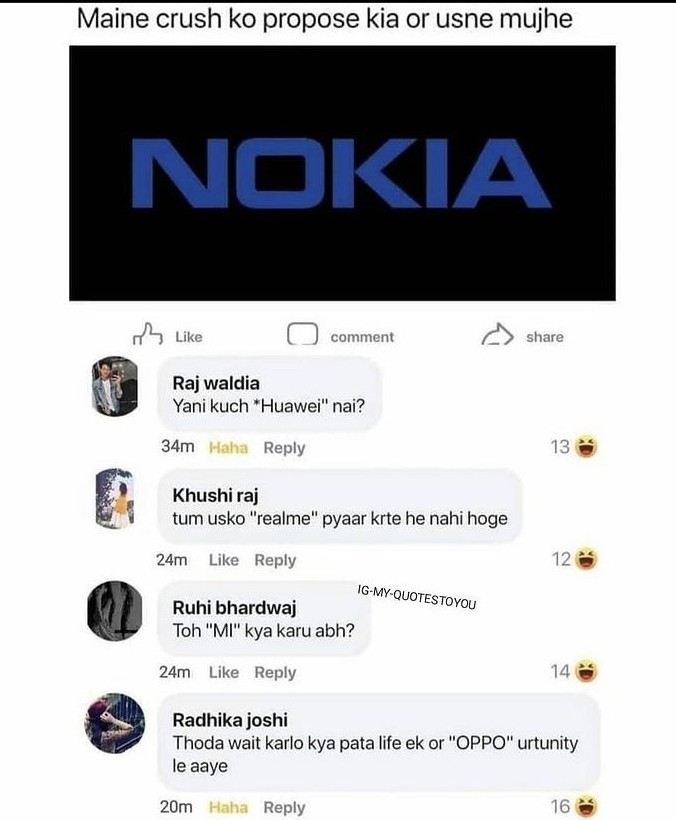 Maine crush ko propose kia or usne mujhe
NOKIA
Like comment share
Raj waldia
Yani kuch *Huawei" nai?
34m Haha Reply 13
Khushi raj
tum usko "realme" pyaar krte he nahi hoge
24m Like Reply 12
IG-MY-QUOTESTOYOU
Ruhi bhardwaj
Toh "MI" kya karu abh?
24m Like Reply 14
Radhika joshi
Thoda wait karlo kya pata life ek or "OPPO" urtunity
le aaye
20m Haha Reply 16